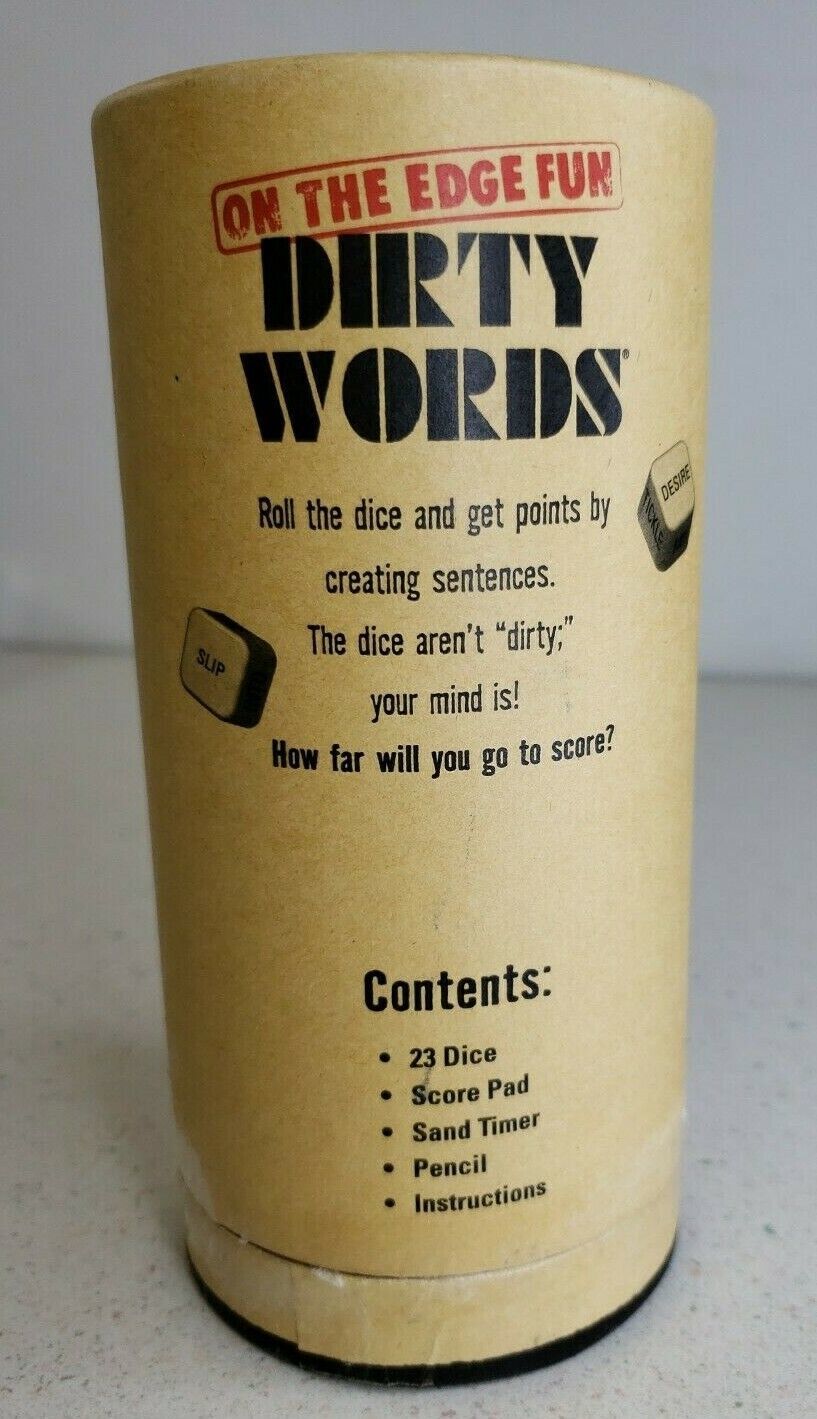 ON THE EDGE FUN
DIRTY
WORDS®
DESIRE
TICKLE
Roll the dice and get points by
creating sentences.
The dice aren't “dirty;”
SLIP
your mind is!
How far will you go to score?
Contents:
• 23 Dice
• Score Pad
• Sand Timer
• Pencil
• Instructions